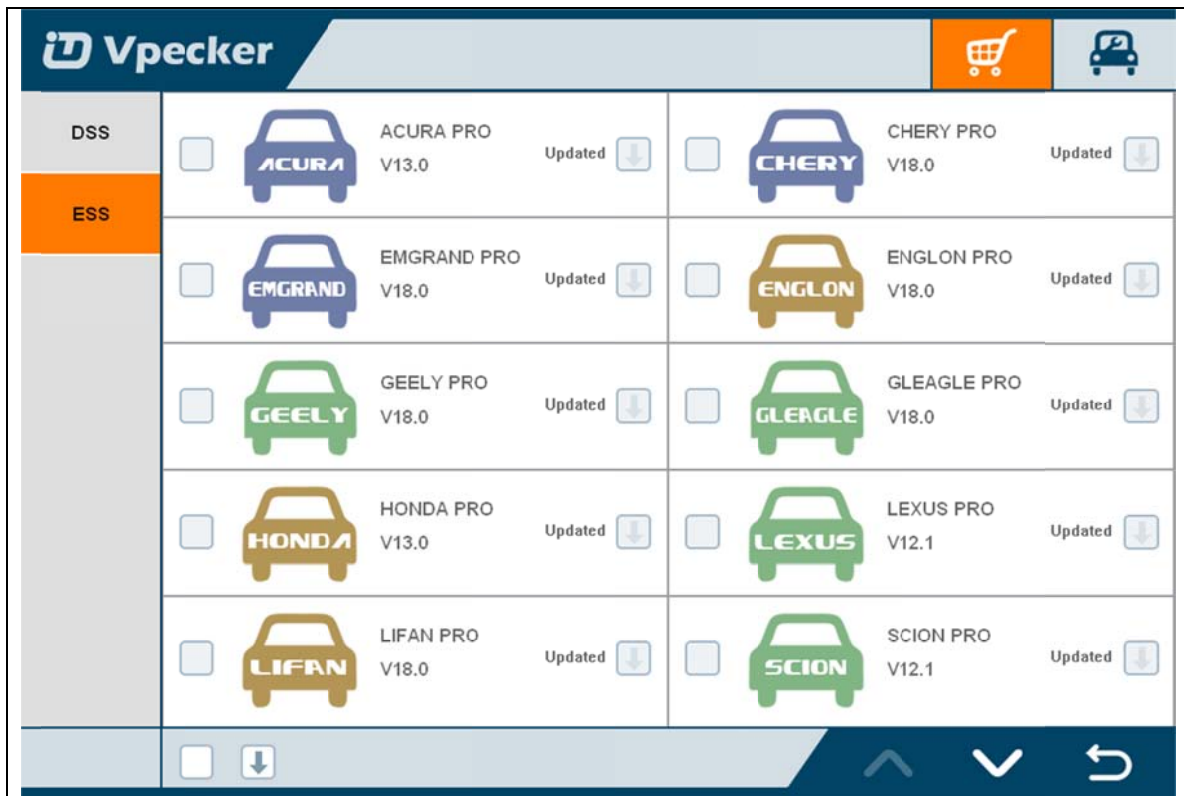 Vpecker
DSS
ESS
ACURA
ACURA PRO
V13.0
Updated
CHERY
CHERY PRO
V18.0
Updated
EMGRAND
EMGRAND PRO
V18.0
Updated
ENGLON
ENGLON PRO
V18.0
Updated
GEELY
GEELY PRO
V18.0
Updated
GLEAGLE
GLEAGLE PRO
V18.0
Updated
HONDA
HONDA PRO
V13.0
Updated
LEXUS
LEXUS PRO
V12.1
Updated
LIFAN
LIFAN PRO
V18.0
Updated
SCION
SCION PRO
V12.1
Updated